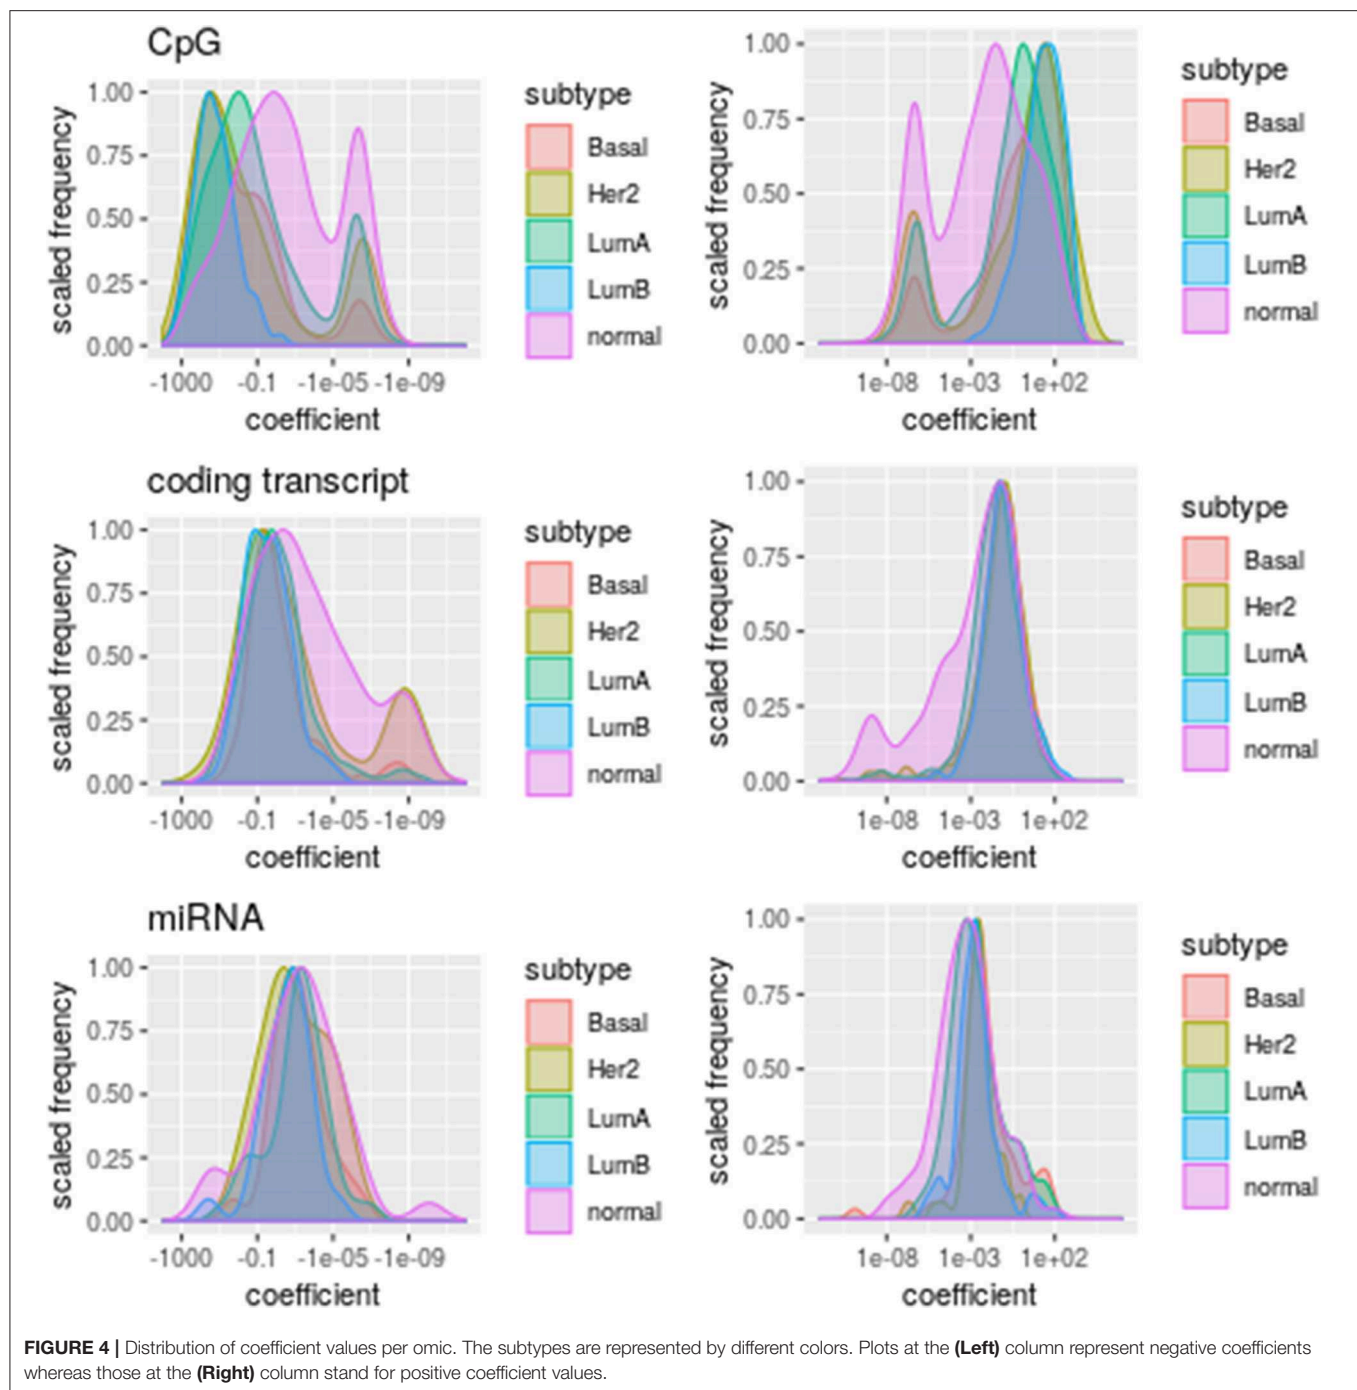 CpG
1.00
0.75
0.50
0.25
0.00
scaled frequency
-1000 -0.1 -1e-05 -1e-09
coefficient
subtype
Basal
Her2
LumA
LumB
normal
1.00
0.75
0.50
0.25
0.00
scaled frequency
1e-08 1e-03 1e+02
coefficient
subtype
Basal
Her2
LumA
LumB
normal
coding transcript
1.00
0.75
0.50
0.25
0.00
scaled frequency
-1000 -0.1 -1e-05 -1e-09
coefficient
subtype
Basal
Her2
LumA
LumB
normal
1.00
0.75
0.50
0.25
0.00
scaled frequency
1e-08 1e-03 1e+02
coefficient
subtype
Basal
Her2
LumA
LumB
normal
miRNA
1.00
0.75
0.50
0.25
0.00
scaled frequency
-1000 -0.1 -1e-05 -1e-09
coefficient
subtype
Basal
Her2
LumA
LumB
normal
1.00
0.75
0.50
0.25
0.00
scaled frequency
1e-08 1e-03 1e+02
coefficient
subtype
Basal
Her2
LumA
LumB
normal
FIGURE 4 | Distribution of coefficient values per omic. The subtypes are represented by different colors. Plots at the (Left) column represent negative coefficients
whereas those at the (Right) column stand for positive coefficient values.